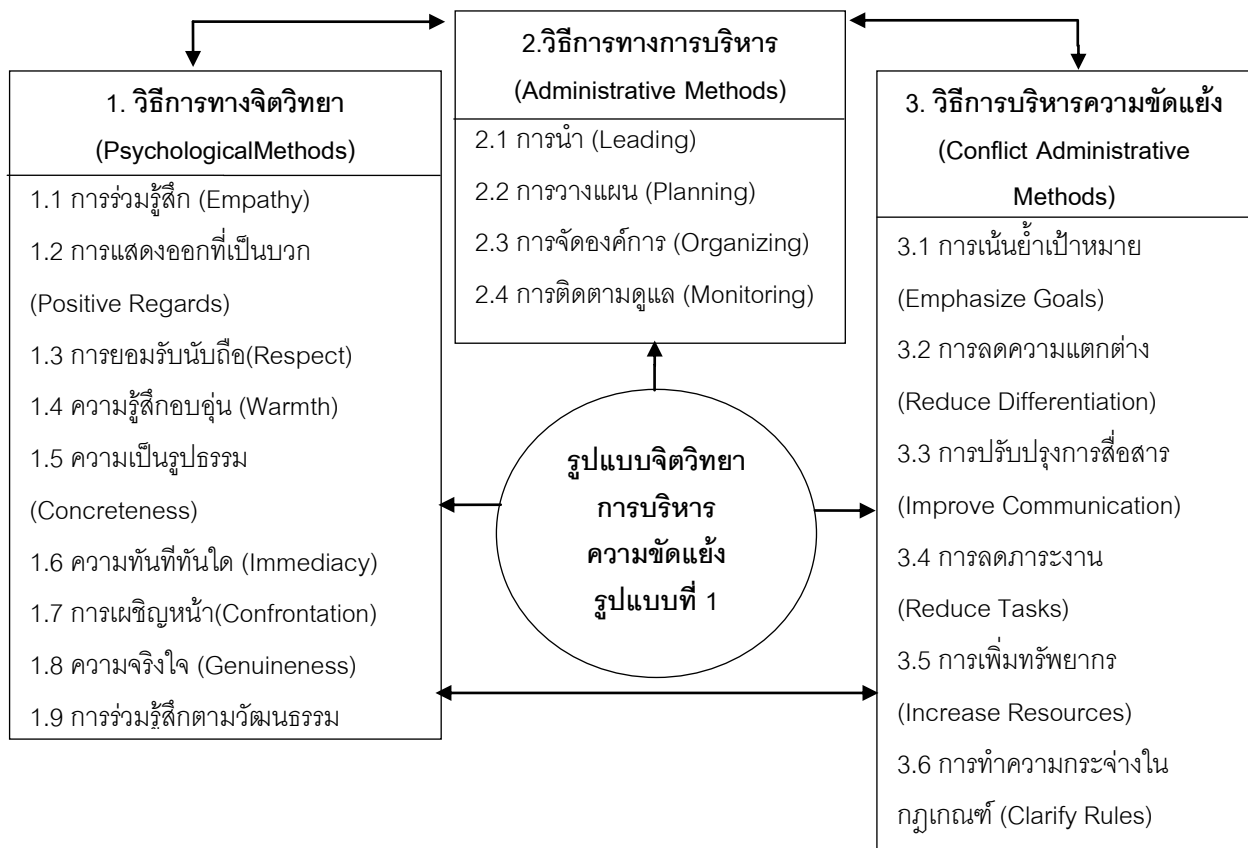 1. วิธีการทางจิตวิทยา
(PsychologicalMethods)
1.1 การร่วมรู้สึก (Empathy)
1.2 การแสดงออกที่เป็นบวก
(Positive Regards)
1.3 การยอมรับนับถือ(Respect)
1.4 ความรู้สึกอบอุ่น (Warmth)
1.5 ความเป็นรูปธรรม
(Concreteness)
1.6 ความทันทีทันใด (Immediacy)
1.7 การเผชิญหน้า(Confrontation)
1.8 ความจริงใจ (Genuineness)
1.9 การร่วมรู้สึกตามวัฒนธรรม
2.วิธีการทางการบริหาร
(Administrative Methods)
2.1 การนำ (Leading)
2.2 การวางแผน (Planning)
2.3 การจัดองค์การ (Organizing)
2.4 การติดตามดูแล (Monitoring)
รูปแบบจิตวิทยา
การบริหาร
ความขัดแย้ง
รูปแบบที่ 1
3. วิธีการบริหารความขัดแย้ง
(Conflict Administrative
Methods)
3.1 การเน้นย้ำเป้าหมาย
(Emphasize Goals)
3.2 การลดความแตกต่าง
(Reduce Differentiation)
3.3 การปรับปรุงการสื่อสาร
(Improve Communication)
3.4 การลดภาระงาน
(Reduce Tasks)
3.5 การเพิ่มทรัพยากร
(Increase Resources)
3.6 การทำความกระจ่างใน
กฎเกณฑ์ (Clarify Rules)